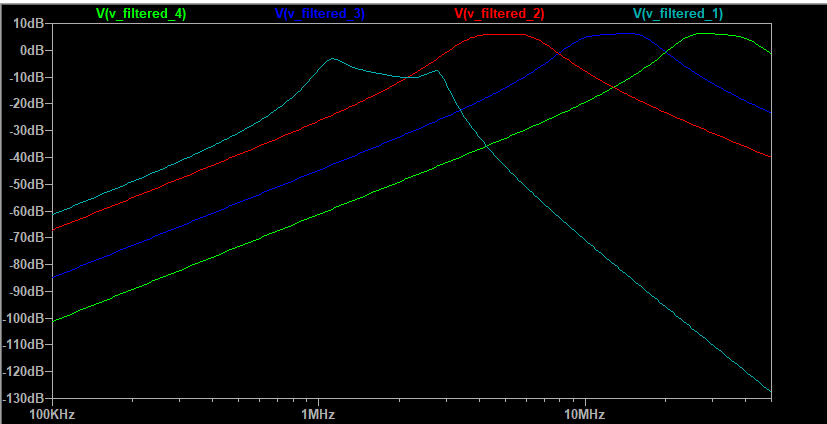 V(v_filtered_4) V(v_filtered_3) V(v_filtered_2) V(v_filtered_1)
10dB
0dB
-10dB
-20dB
-30dB
-40dB
-50dB
-60dB
-70dB
-80dB
-90dB
-100dB
-110dB
-120dB
-130dB
100KHz 1MHz 10MHz